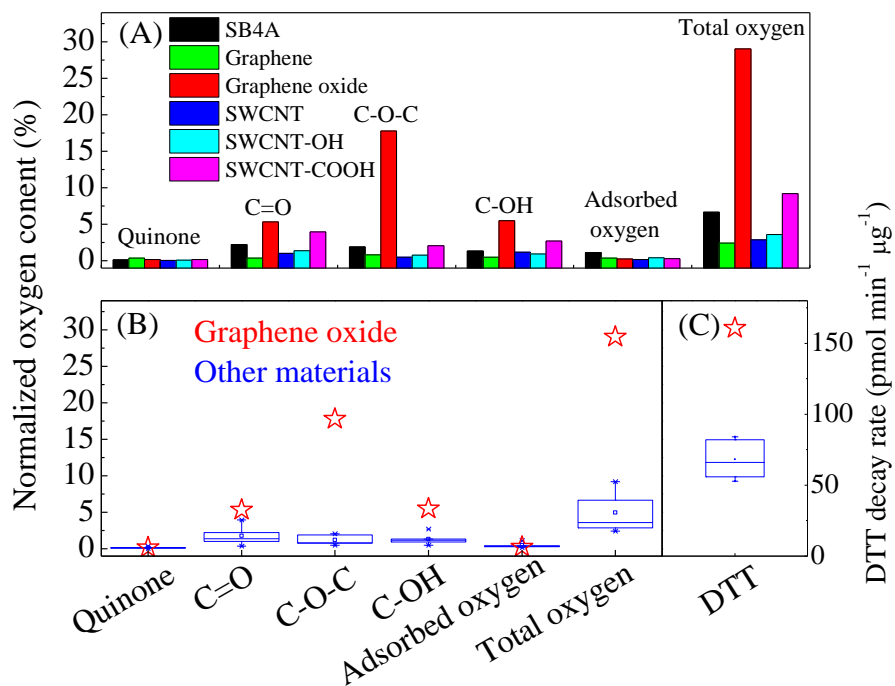 (A)
SB4A
Graphene
Graphene oxide
SWCNT
SWCNT-OH
SWCNT-COOH
Quinone
C=O
C-O-C
C-OH
Adsorbed
oxygen
Total oxygen
30
25
20
15
10
5
0
Normalized oxygen conent (%)
(B)
Graphene oxide
Other materials
30
25
20
15
10
5
0
(C)
150
100
50
0
DTT decay rate (pmol min⁻¹ μg⁻¹)
Quinone
C=O
C-O-C
C-OH
Adsorbed oxygen
Total oxygen
DTT